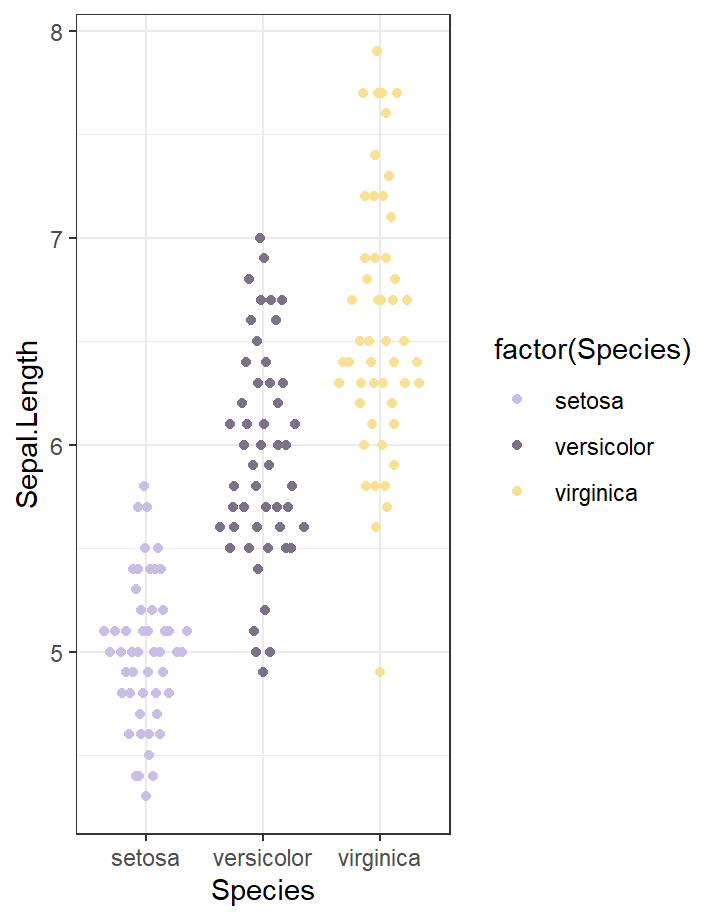 8
7
6
5
Sepal.Length
setosa versicolor virginica
Species
factor(Species)
setosa
versicolor
virginica